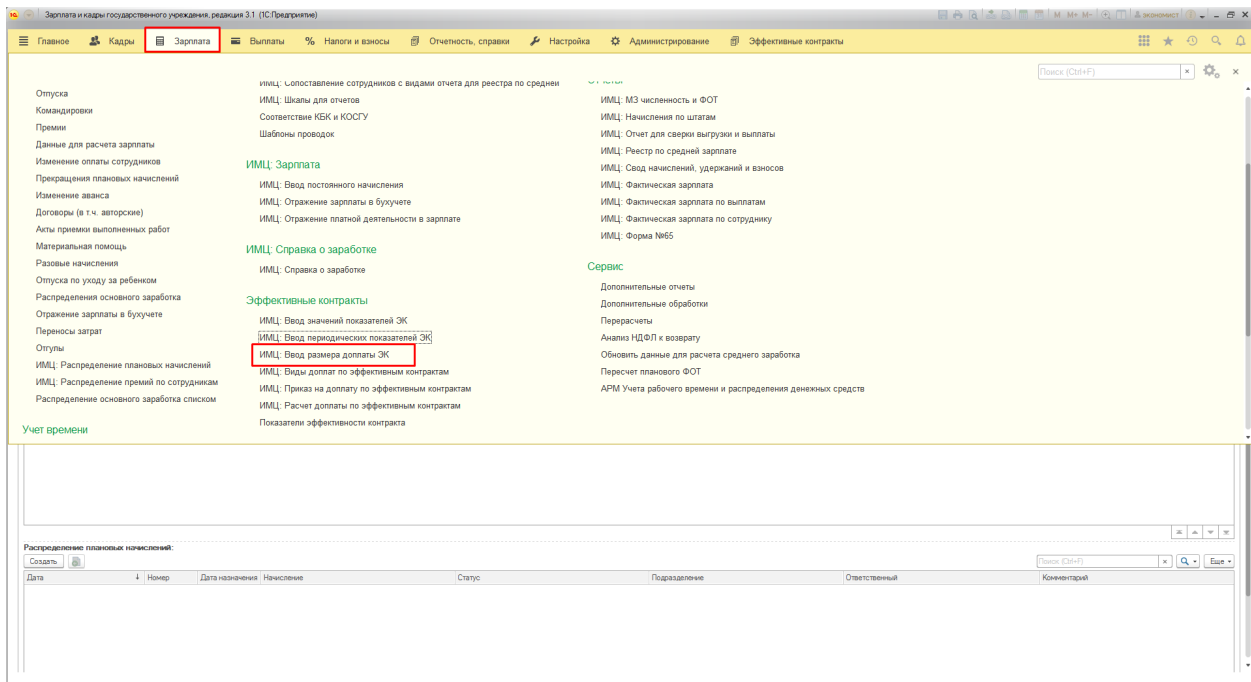 Зарплата и кадры государственного учреждения, редакция 3.1 (1С:Предприятие)
M M+ M-
экономист
Главное Кадры Зарплата Выплаты Налоги и взносы Отчетность, справки Настройка Администрирование Эффективные контракты
Поиск (Ctrl+F)
Отпуска
Командировки
Премии
Данные для расчета зарплаты
Изменение оплаты сотрудников
Прекращения плановых начислений
Изменение аванса
Договоры (в т.ч. авторские)
Акты приемки выполненных работ
Материальная помощь
Разовые начисления
Отпуска по уходу за ребенком
Распределения основного заработка
Отражение зарплаты в бухучете
Переносы затрат
Отгулы
ИМЦ: Распределение плановых начислений
ИМЦ: Распределение премий по сотрудникам
Распределение основного заработка списком
Учет времени
ИМЦ: Сопоставление сотрудников с видами отчета для реестра по средней
ИМЦ: Шкалы для отчетов
Соответствие КБК и КОСГУ
Шаблоны проводок
ИМЦ: Зарплата
ИМЦ: Ввод постоянного начисления
ИМЦ: Отражение зарплаты в бухучете
ИМЦ: Отражение платной деятельности в зарплате
ИМЦ: Справка о заработке
ИМЦ: Справка о заработке
Эффективные контракты
ИМЦ: Ввод значений показателей ЭК
ИМЦ: Ввод периодических показателей ЭК
ИМЦ: Ввод размера доплаты ЭК
ИМЦ: Виды доплат по эффективным контрактам
ИМЦ: Приказ на доплату по эффективным контрактам
ИМЦ: Расчет доплаты по эффективным контрактам
Показатели эффективности контракта
ИМЦ: МЗ численность и ФОТ
ИМЦ: Начисления по штатам
ИМЦ: Отчет для сверки выгрузки и выплаты
ИМЦ: Реестр по средней зарплате
ИМЦ: Свод начислений, удержаний и взносов
ИМЦ: Фактическая зарплата
ИМЦ: Фактическая зарплата по выплатам
ИМЦ: Фактическая зарплата по сотруднику
ИМЦ: Форма №65
Сервис
Дополнительные отчеты
Дополнительные обработки
Перерасчеты
Анализ НДФЛ к возврату
Обновить данные для расчета среднего заработка
Пересчет планового ФОТ
АРМ Учета рабочего времени и распределения денежных средств
Распределение плановых начислений:
Создать Поиск (Ctrl+F) Еще
Дата Номер Дата назначения Начисление Статус Подразделение Ответственный Комментарий